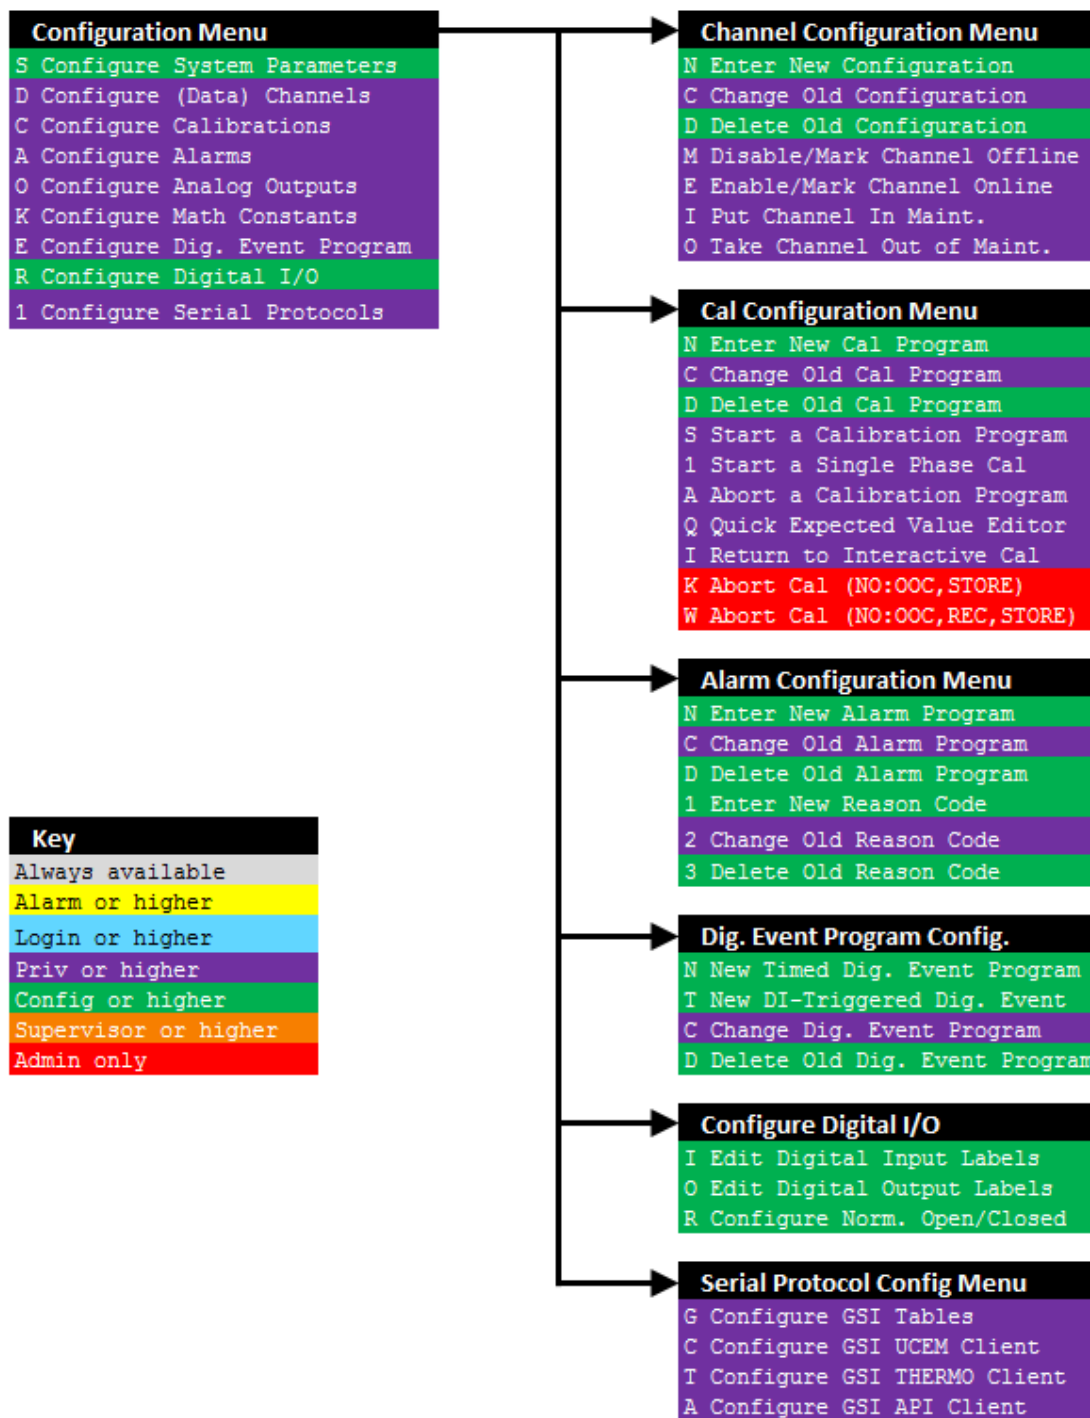 Configuration Menu
S Configure System Parameters
D Configure (Data) Channels
C Configure Calibrations
A Configure Alarms
O Configure Analog Outputs
K Configure Math Constants
E Configure Dig. Event Program
R Configure Digital I/O
1 Configure Serial Protocols
Channel Configuration Menu
N Enter New Configuration
C Change Old Configuration
D Delete Old Configuration
M Disable/Mark Channel Offline
E Enable/Mark Channel Online
I Put Channel In Maint.
O Take Channel Out of Maint.
Cal Configuration Menu
N Enter New Cal Program
C Change Old Cal Program
D Delete Old Cal Program
S Start a Calibration Program
1 Start a Single Phase Cal
A Abort a Calibration Program
Q Quick Expected Value Editor
I Return to Interactive Cal
K Abort Cal (NO:OOC,STORE)
W Abort Cal (NO:OOC,REC,STORE)
Alarm Configuration Menu
N Enter New Alarm Program
C Change Old Alarm Program
D Delete Old Alarm Program
1 Enter New Reason Code
2 Change Old Reason Code
3 Delete Old Reason Code
Key
Always available
Alarm or higher
Login or higher
Priv or higher
Config or higher
Supervisor or higher
Admin only
Dig. Event Program Config.
N New Timed Dig. Event Program
T New DI-Triggered Dig. Event
C Change Dig. Event Program
D Delete Old Dig. Event Program
Configure Digital I/O
I Edit Digital Input Labels
O Edit Digital Output Labels
R Configure Norm. Open/Closed
Serial Protocol Config Menu
G Configure GSI Tables
C Configure GSI UCEM Client
T Configure GSI THERMO Client
A Configure GSI API Client